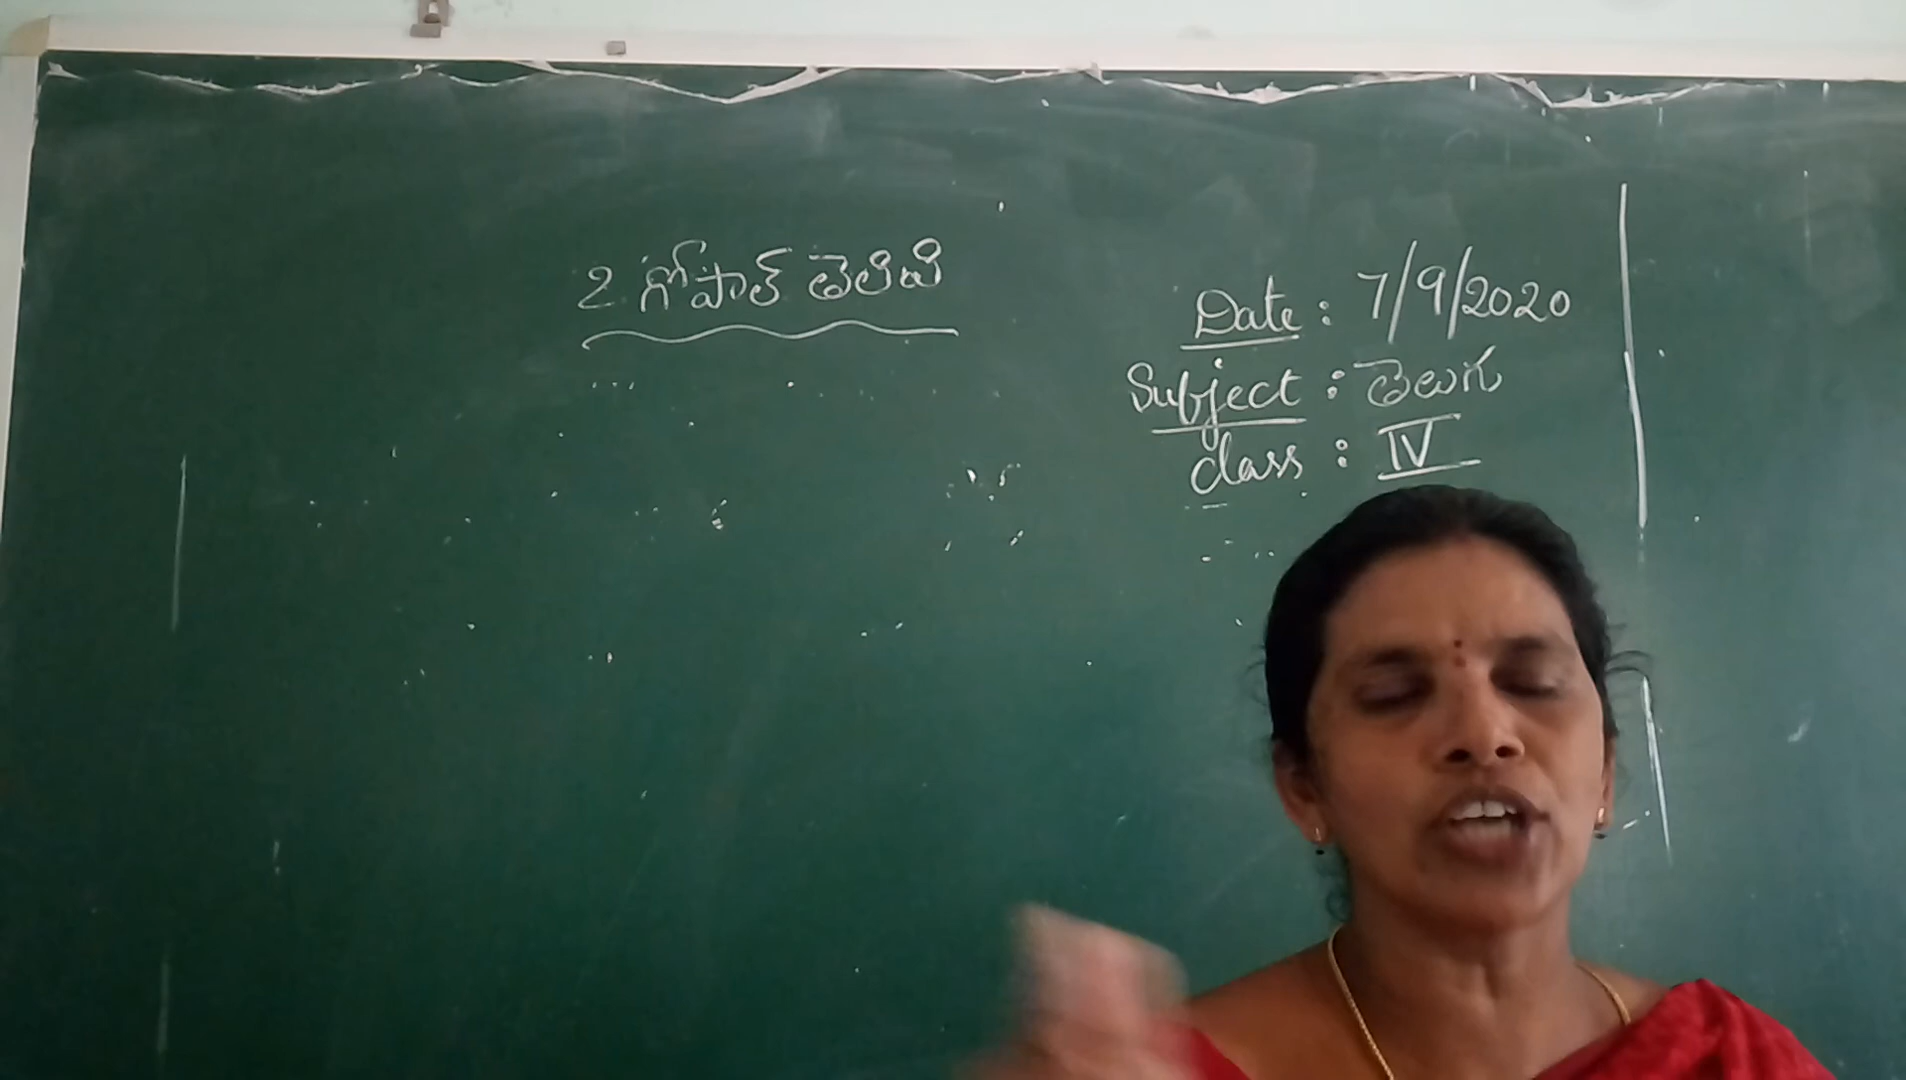 2 గోపాల్ తెలివి
Date : 7/9/2020
Subject : తెలుగు
class : IV